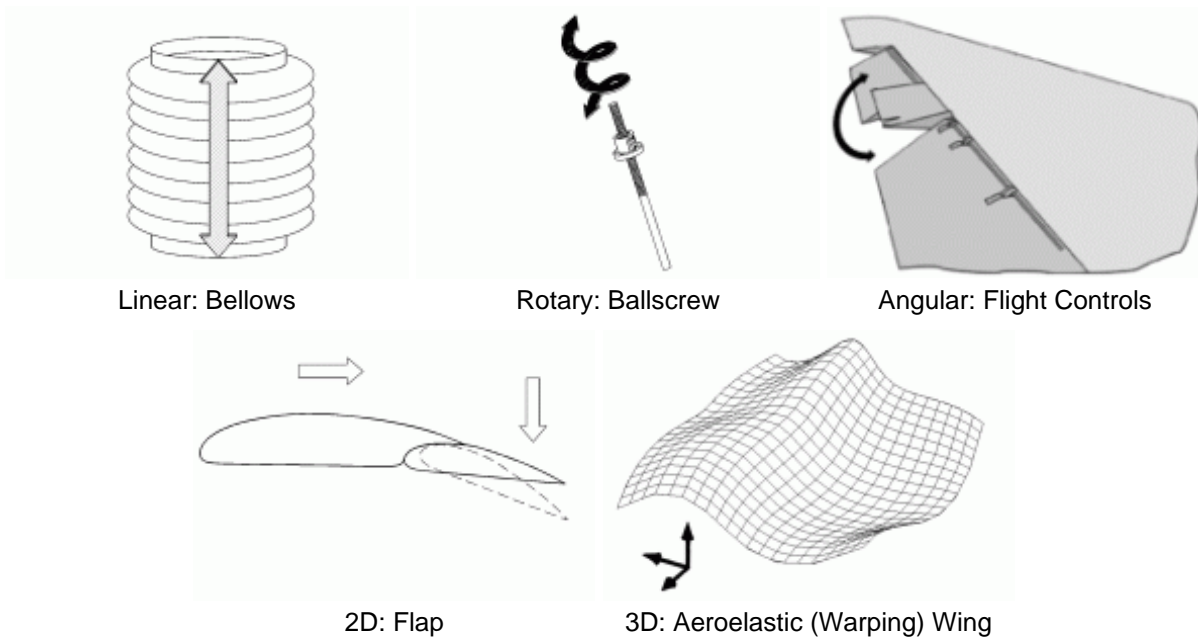 Linear: Bellows
Rotary: Ballscrew
Angular: Flight Controls
2D: Flap
3D: Aeroelastic (Warping) Wing